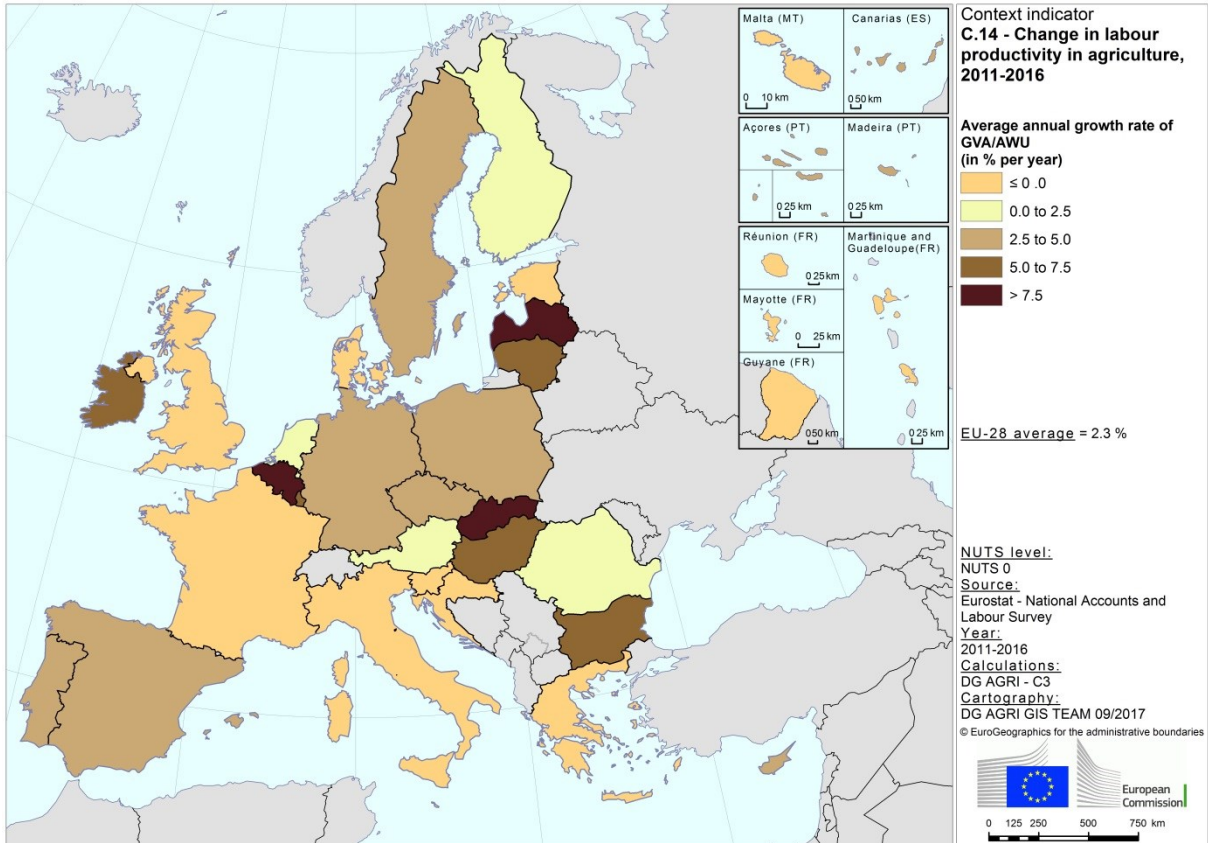 Malta (MT)
0 10 km
Canarias (ES)
0 50 km
Açores (PT)
0 25 km
Madeira (PT)
0 25 km
Réunion (FR)
0 25 km
Martinique and
Guadeloupe(FR)
Mayotte (FR)
0 25 km
Guyane (FR)
0 50 km
0 25 km
Context indicator
C.14 - Change in labour
productivity in agriculture,
2011-2016
Average annual growth rate of
GVA/AWU
(in % per year)
≤ 0 .0
0.0 to 2.5
2.5 to 5.0
5.0 to 7.5
> 7.5
EU-28 average = 2.3 %
NUTS level:
NUTS 0
Source:
Eurostat - National Accounts and
Labour Survey
Year:
2011-2016
Calculations:
DG AGRI - C3
Cartography:
DG AGRI GIS TEAM 09/2017
© EuroGeographics for the administrative boundaries
European
Commission
0 125 250 500 750 km